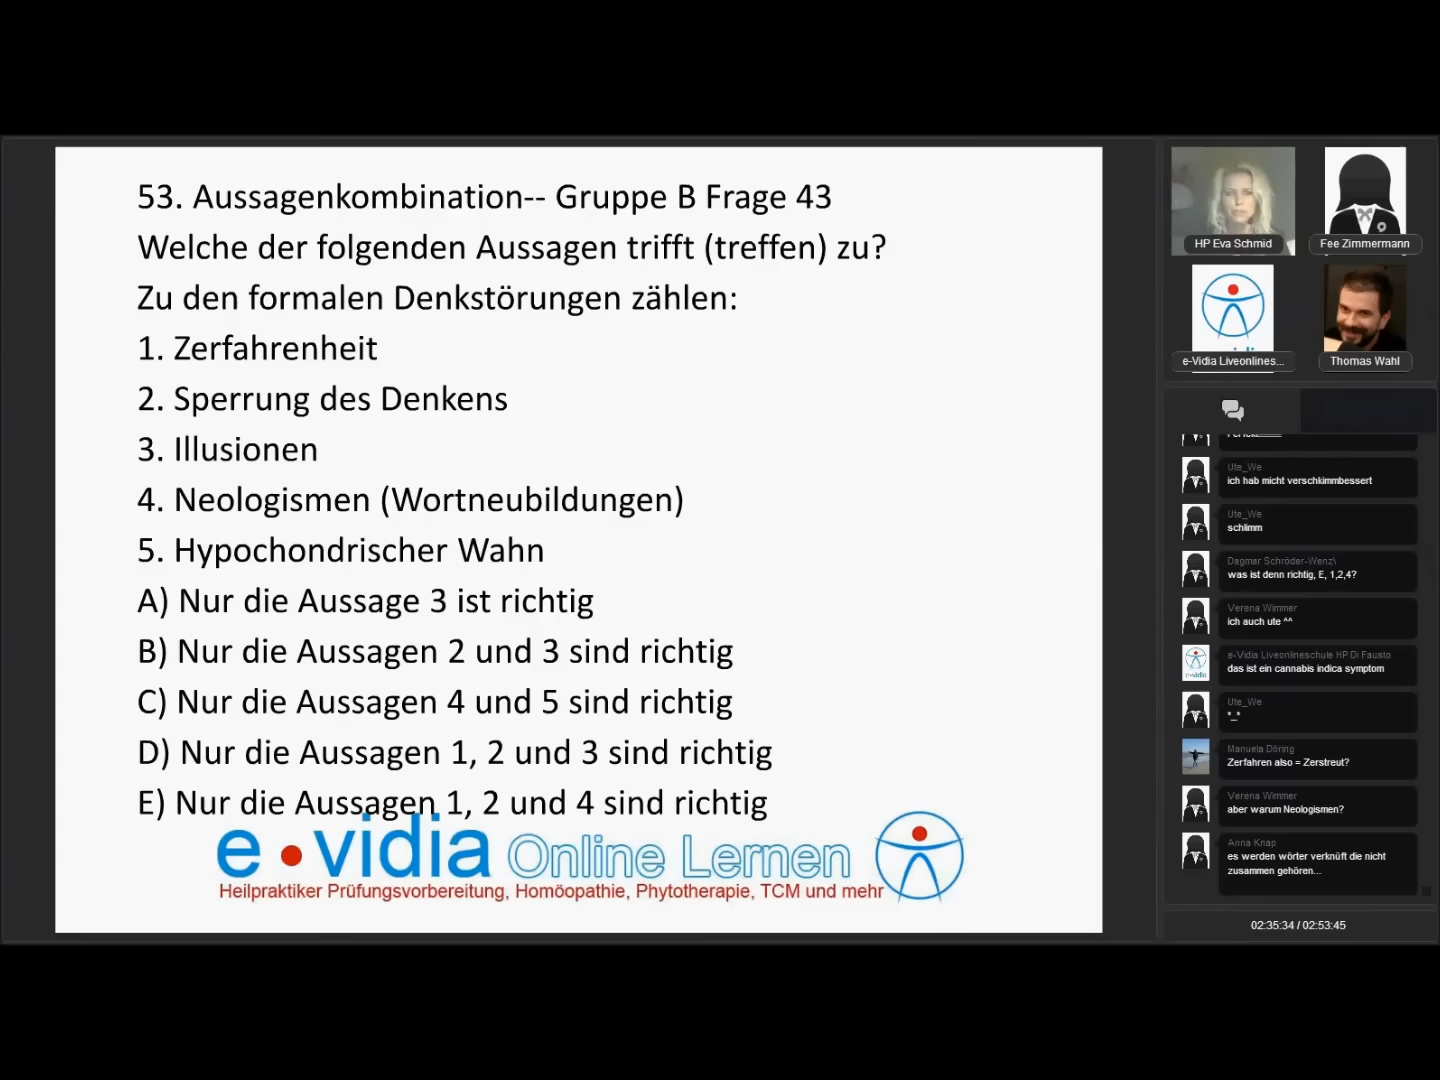 53. Aussagenkombination-- Gruppe B Frage 43
Welche der folgenden Aussagen trifft (treffen) zu?
Zu den formalen Denkstörungen zählen:
1. Zerfahrenheit
2. Sperrung des Denkens
3. Illusionen
4. Neologismen (Wortneubildungen)
5. Hypochondrischer Wahn
A) Nur die Aussage 3 ist richtig
B) Nur die Aussagen 2 und 3 sind richtig
C) Nur die Aussagen 4 und 5 sind richtig
D) Nur die Aussagen 1, 2 und 3 sind richtig
E) Nur die Aussagen 1, 2 und 4 sind richtig
e•vidia Online Lernen
Heilpraktiker Prüfungsvorbereitung, Homöopathie, Phytotherapie, TCM und mehr
HP Eva Schmid
Fee Zimmermann
e-Vidia Liveonlines...
Thomas Wahl
Ute_We
ich hab micht verschkimmbessert
Ute_We
schlimm
Dagmar Schröder-Wenz\
was ist denn richtig, E, 1,2,4?
Verena Wimmer
ich auch ute ^^
e-Vidia Liveonlineschule HP Di Fausto
das ist ein cannabis indica symptom
e•vidia
Ute_We
*_*
Manuela Döring
Zerfahren also = Zerstreut?
Verena Wimmer
aber warum Neologismen?
Anna Knap
es werden wörter verknüft die nicht
zusammen gehören...
02:35:34 / 02:53:45